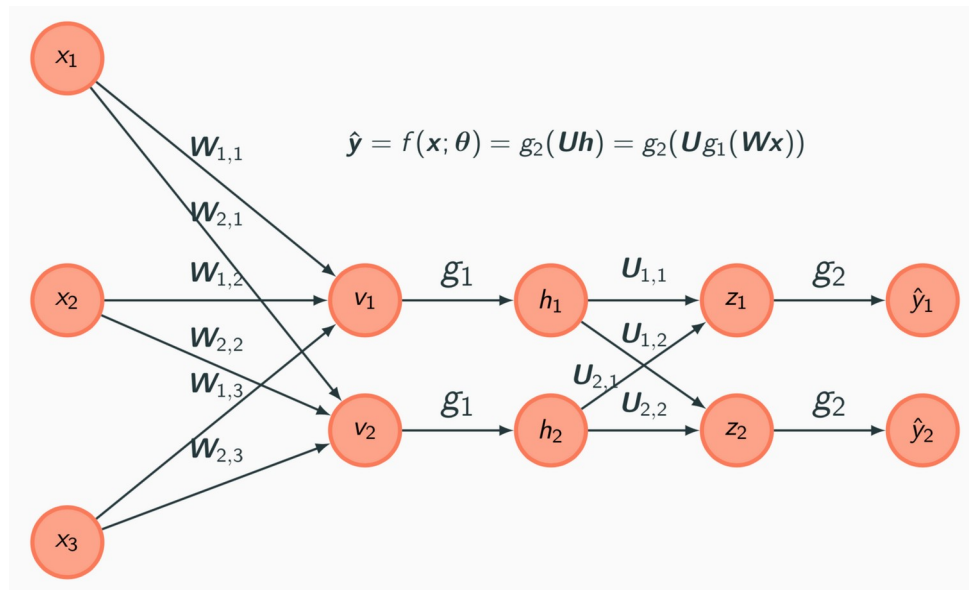 x₁
ŷ = f(x; θ) = g₂(Uh) = g₂(Ug₁(Wx))
W₁,₁
W₂,₁
W₁,₂
x₂
v₁
g₁
h₁
U₁,₁
z₁
g₂
ŷ₁
W₂,₂
U₁,₂
W₁,₃
U₂,₁
v₂
g₁
h₂
U₂,₂
z₂
g₂
ŷ₂
W₂,₃
x₃